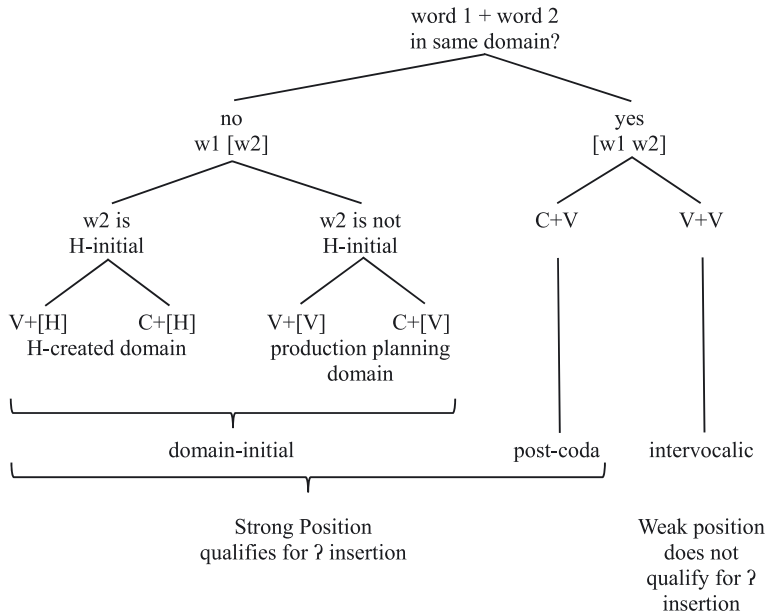 word 1 + word 2
in same domain?
no
w1 [w2]
yes
[w1 w2]
w2 is
H-initial
w2 is not
H-initial
C+V
V+V
V+[H]
C+[H]
V+[V]
C+[V]
H-created domain
production planning
domain
domain-initial
post-coda
intervocalic
Strong Position
qualifies for ʔ insertion
Weak position
does not
qualify for ʔ
insertion